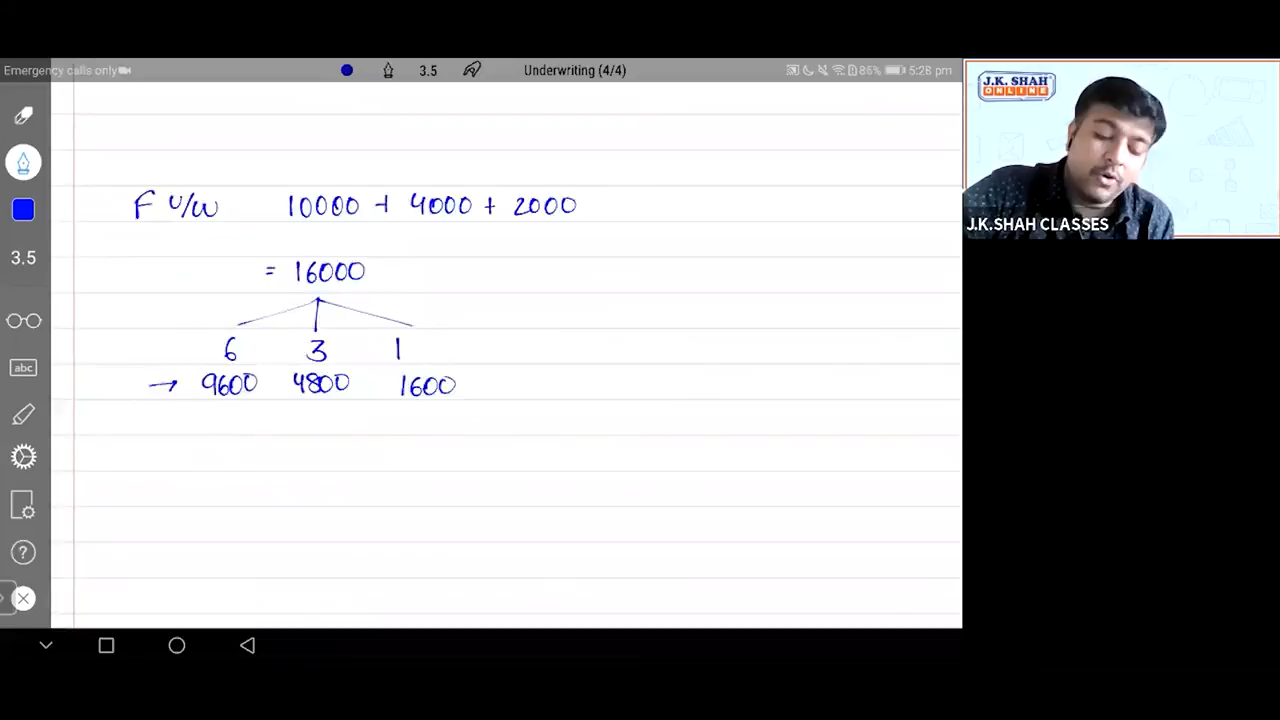 Emergency calls only
3.5
Underwriting (4/4)
86% 5:28 pm
J.K. SHAH
ONLINE
F U/W 10000 + 4000 + 2000
J.K.SHAH CLASSES
3.5
= 16000
6 3 1
abc
→ 9600 4800 1600
?